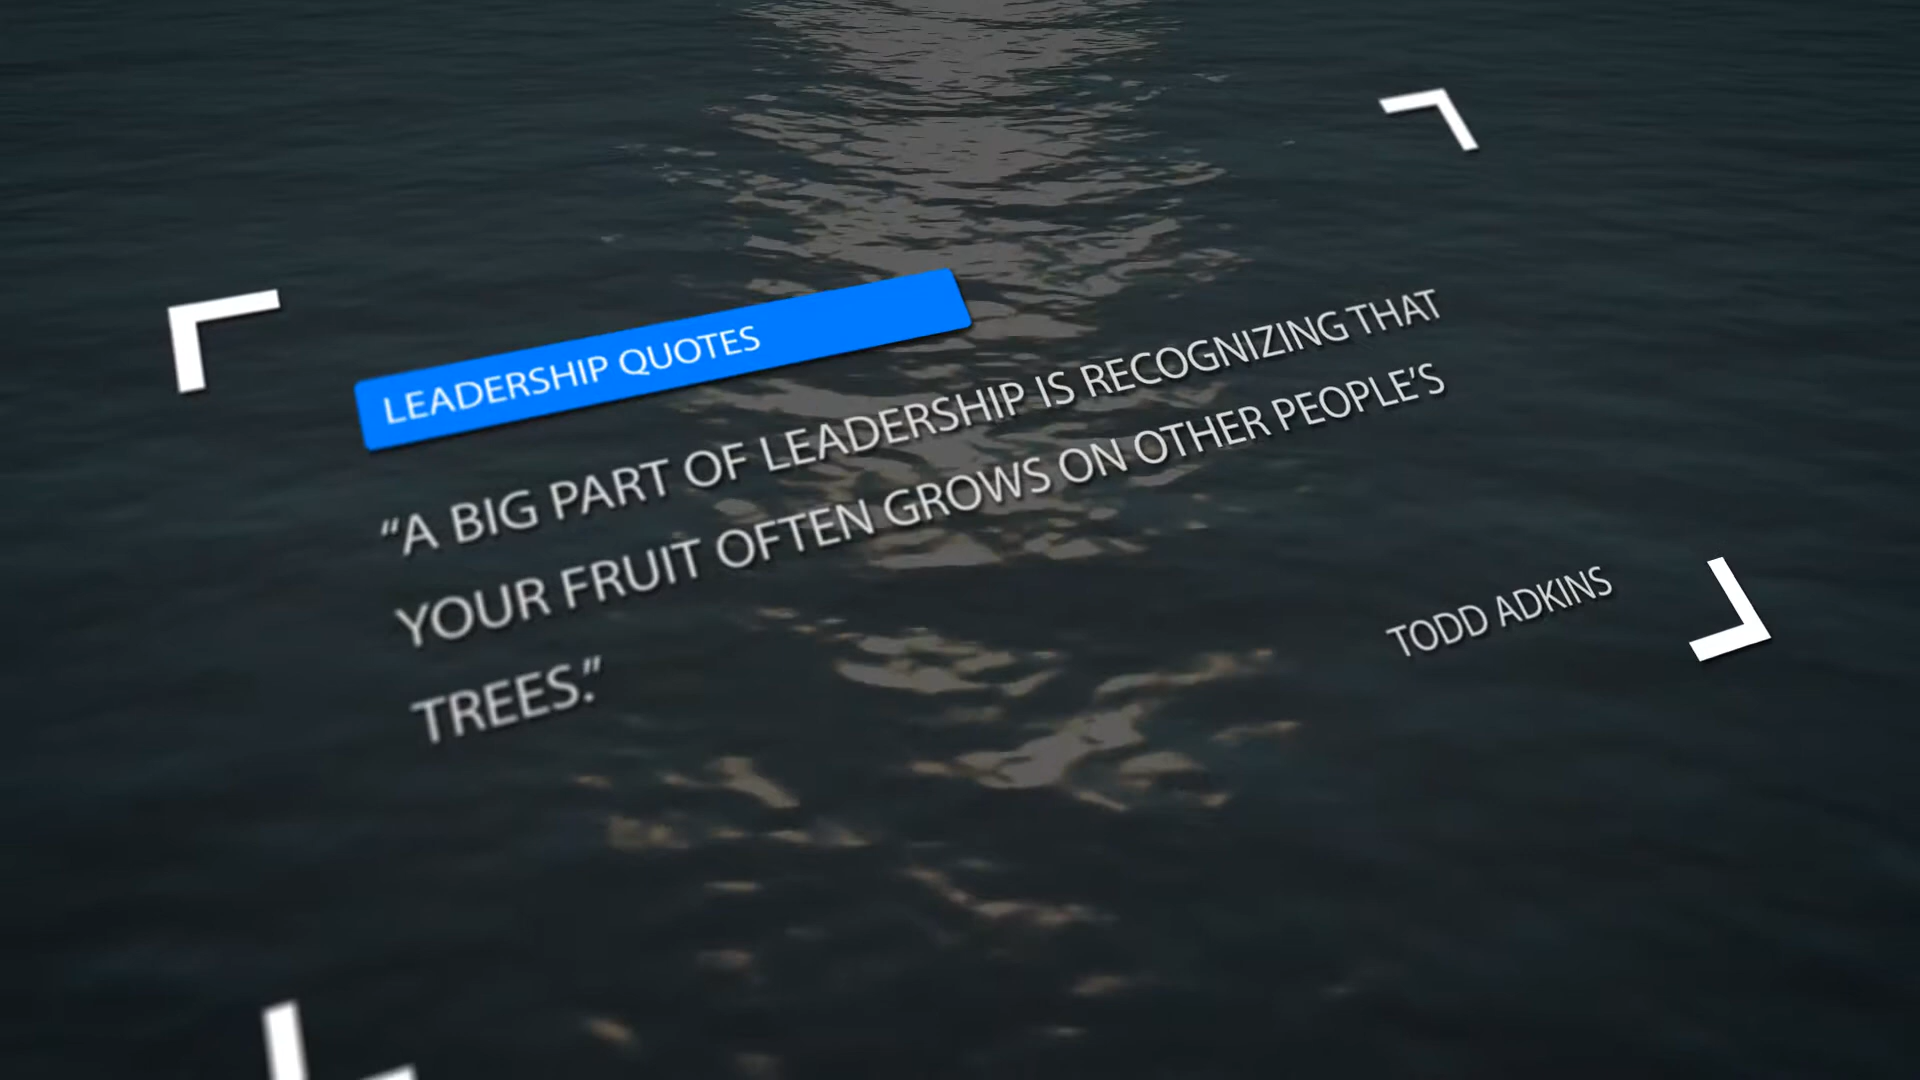 LEADERSHIP QUOTES
“A BIG PART OF LEADERSHIP IS RECOGNIZING THAT
YOUR FRUIT OFTEN GROWS ON OTHER PEOPLE’S
TREES.”
TODD ADKINS